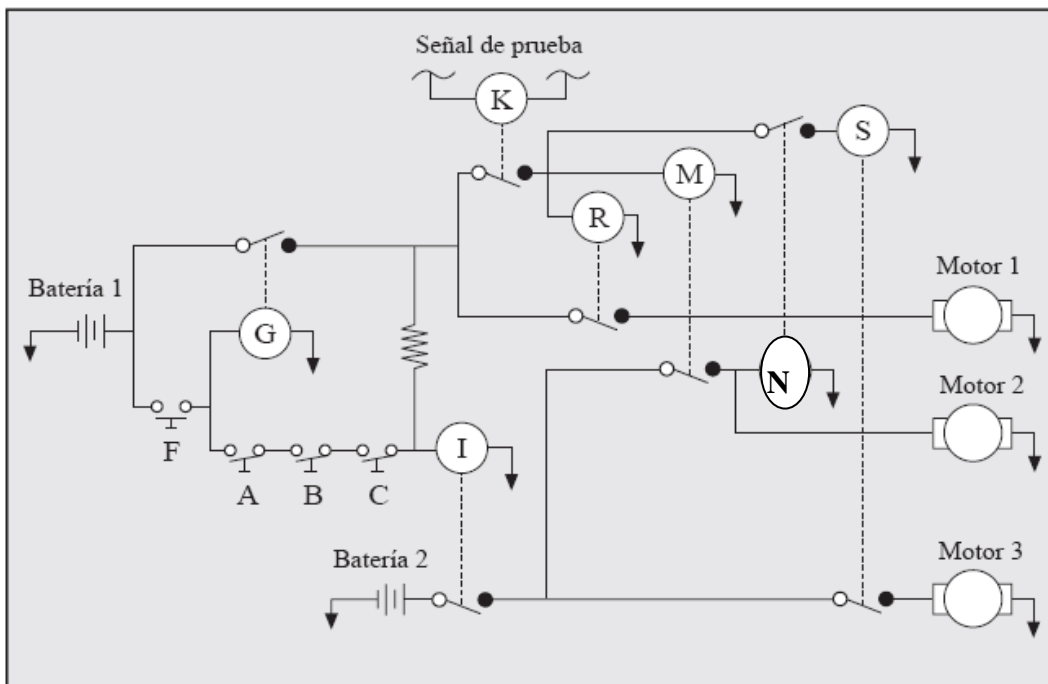 Señal de prueba
K
S
M
R
Batería 1
Motor 1
G
N
Motor 2
F
I
A B C
Batería 2
Motor 3